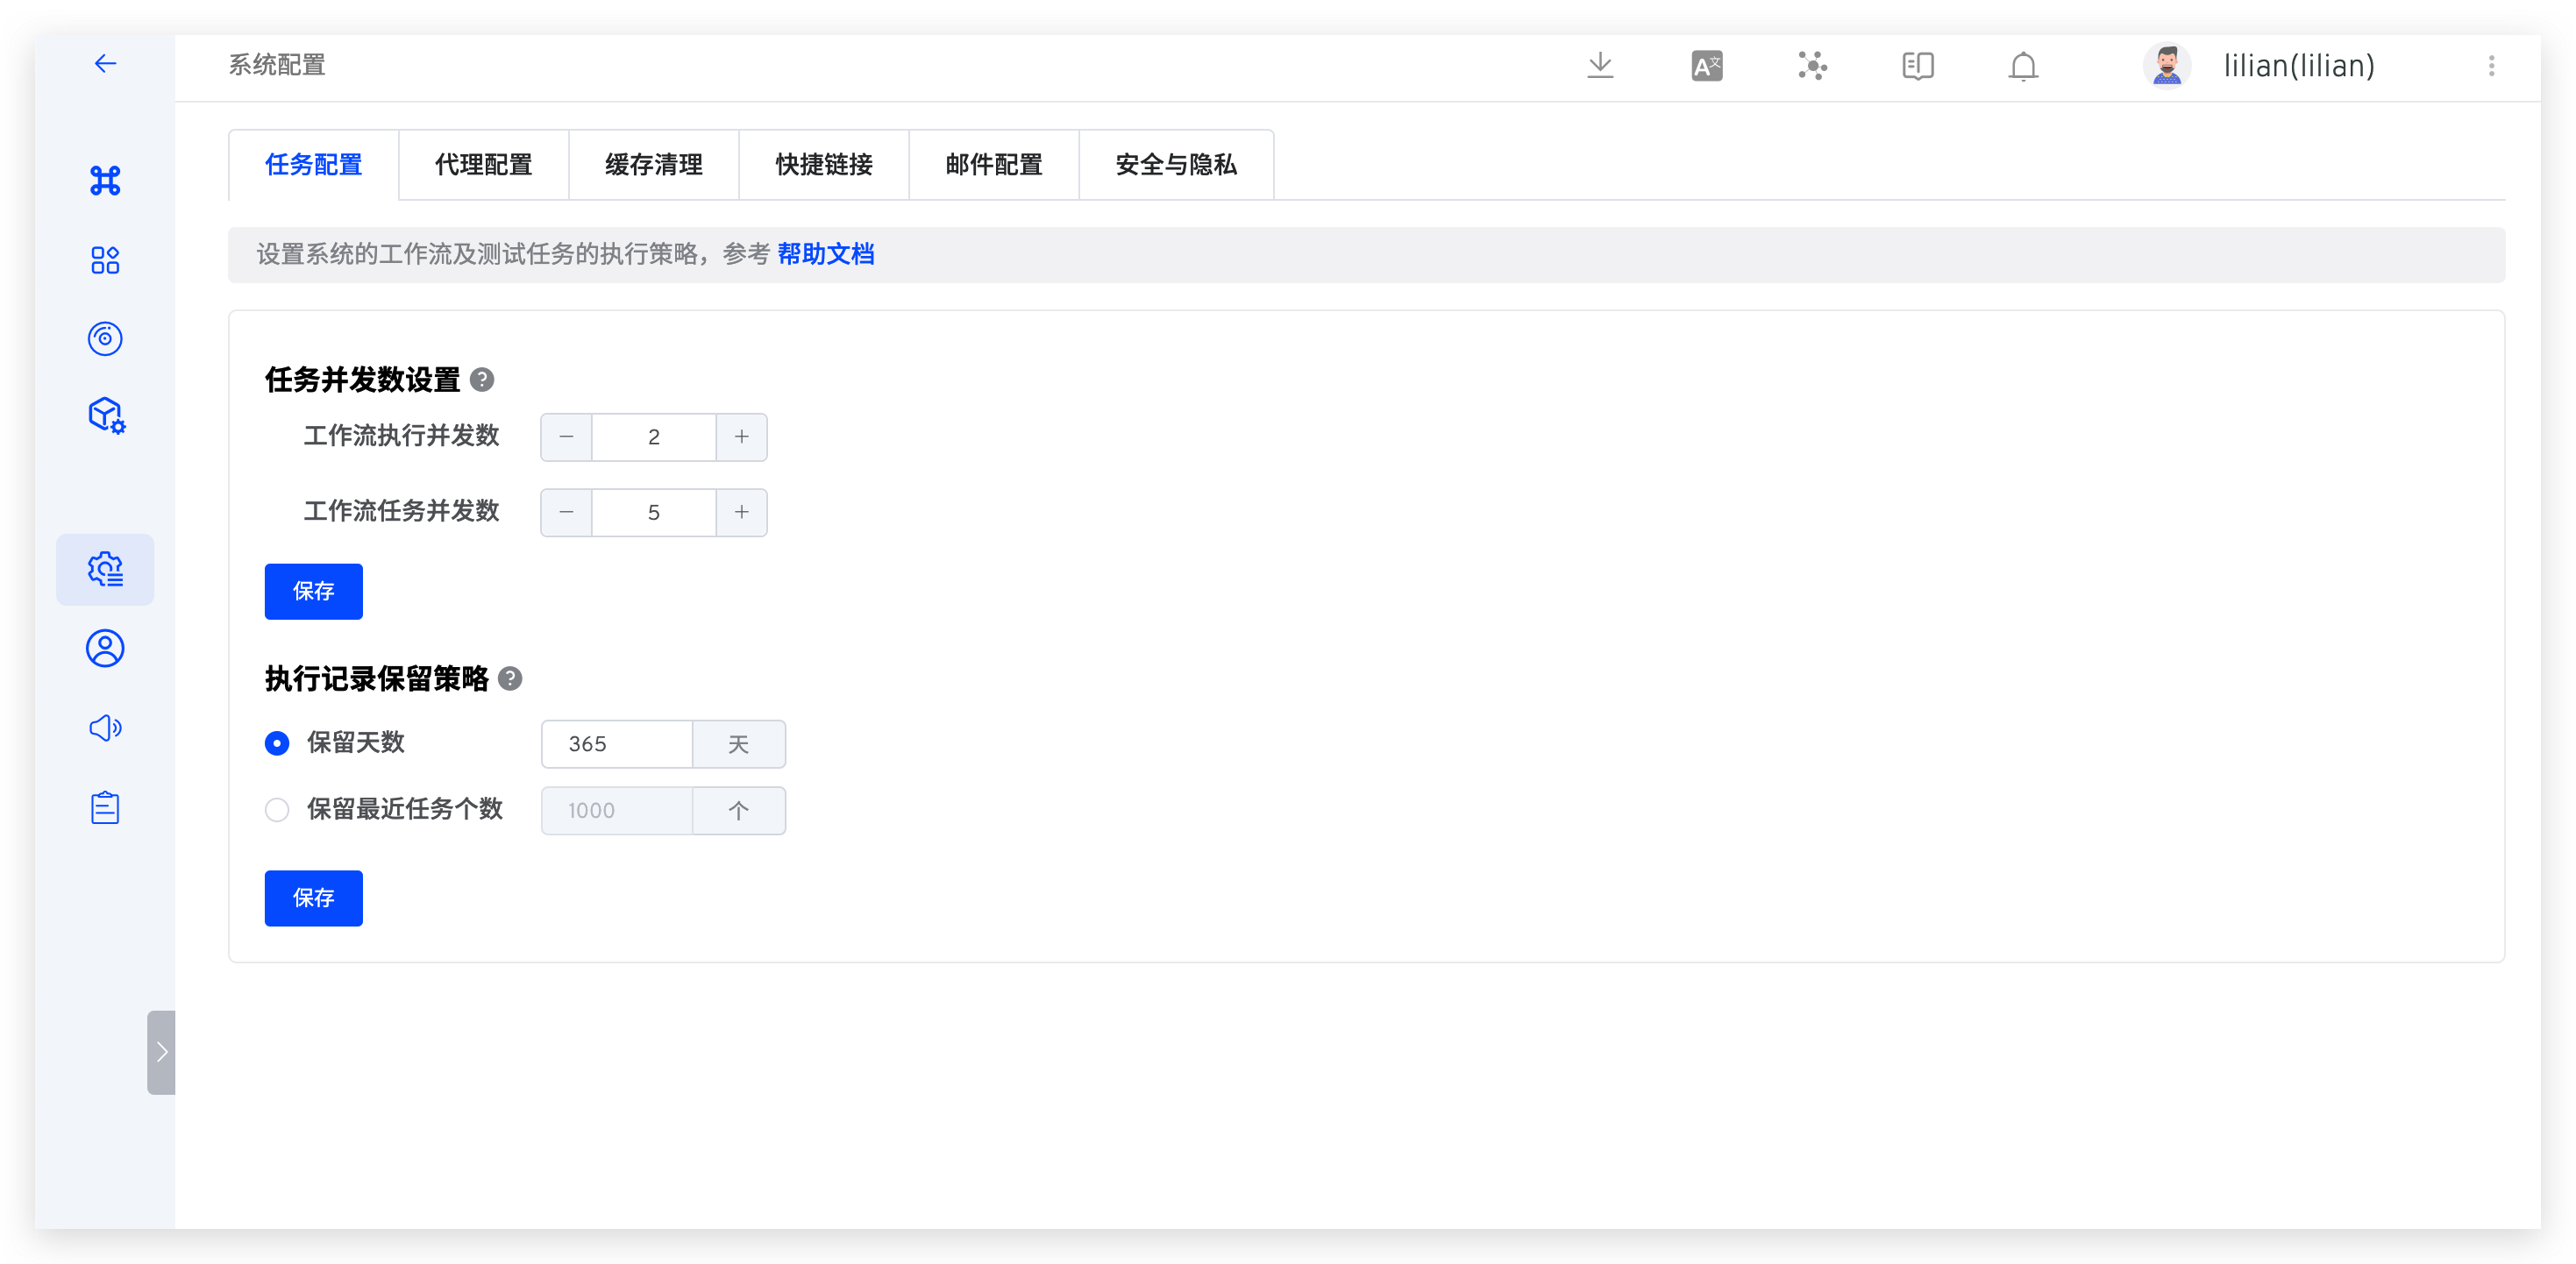 系统配置
lilian(lilian)
任务配置 代理配置 缓存清理 快捷链接 邮件配置 安全与隐私
设置系统的工作流及测试任务的执行策略，参考 帮助文档
任务并发数设置 ?
工作流执行并发数 − 2 +
工作流任务并发数 − 5 +
保存
执行记录保留策略 ?
保留天数 365 天
保留最近任务个数 1000 个
保存